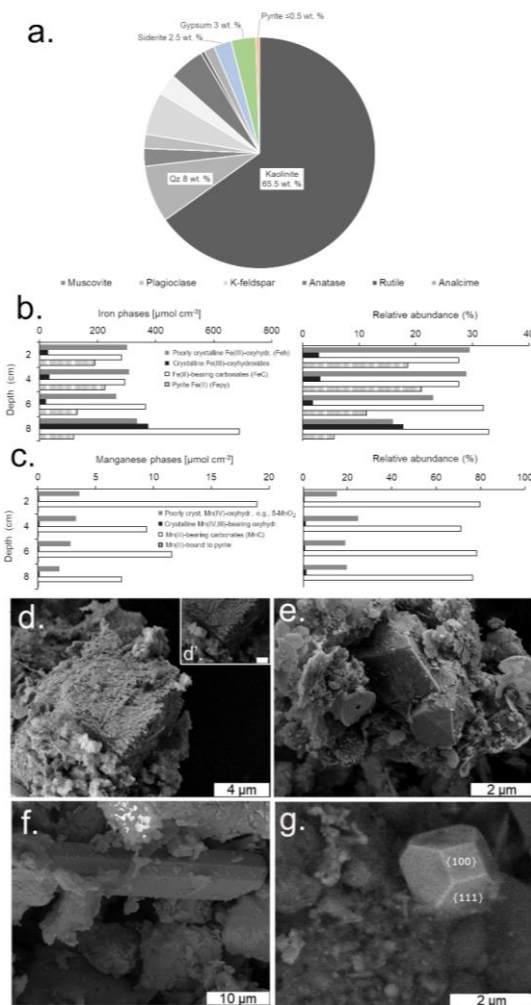 a.
Pyrite ≤0.5 wt. %
Gypsum 3 wt. %
Siderite 2.5 wt. %
Qz 8 wt. %
Kaolinite
65.5 wt. %
Muscovite Plagioclase K-feldspar Anatase Rutile Analcime
b.
Iron phases [μmol cm⁻³] Relative abundance (%)
0 200 400 600 800 0 10 20 30 40
Depth (cm)
2
4
6
8
Poorly crystalline Fe(III)-oxyhydr. (Feh)
Crystalline Fe(III)-oxyhydroxides
Fe(II)-bearing carbonates (FeC)
Pyrite Fe(II) (Fepy)
c.
Manganese phases [μmol cm⁻³] Relative abundance (%)
0 5 10 15 20 0 20 40 60 80 100
Depth (cm)
2
4
6
8
Poorly cryst. Mn(IV)-oxyhydr., e.g., δ-MnO₂
Crystalline Mn(IV,III)-bearing oxyhydr.
Mn(II)-bearing carbonates (MnC)
Mn(II)-bound to pyrite
d.
d'.
4 μm
e.
2 μm
f.
10 μm
g.
{100}
{111}
2 μm